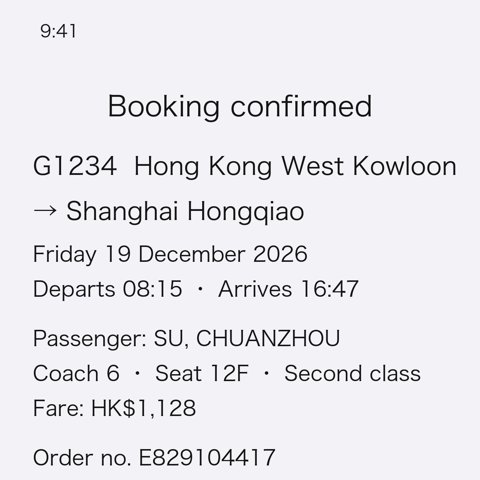 9:41
Booking confirmed
G1234 Hong Kong West Kowloon
→ Shanghai Hongqiao
Friday 19 December 2026
Departs 08:15 · Arrives 16:47
Passenger: SU, CHUANZHOU
Coach 6 · Seat 12F · Second class
Fare: HK$1,128
Order no. E829104417